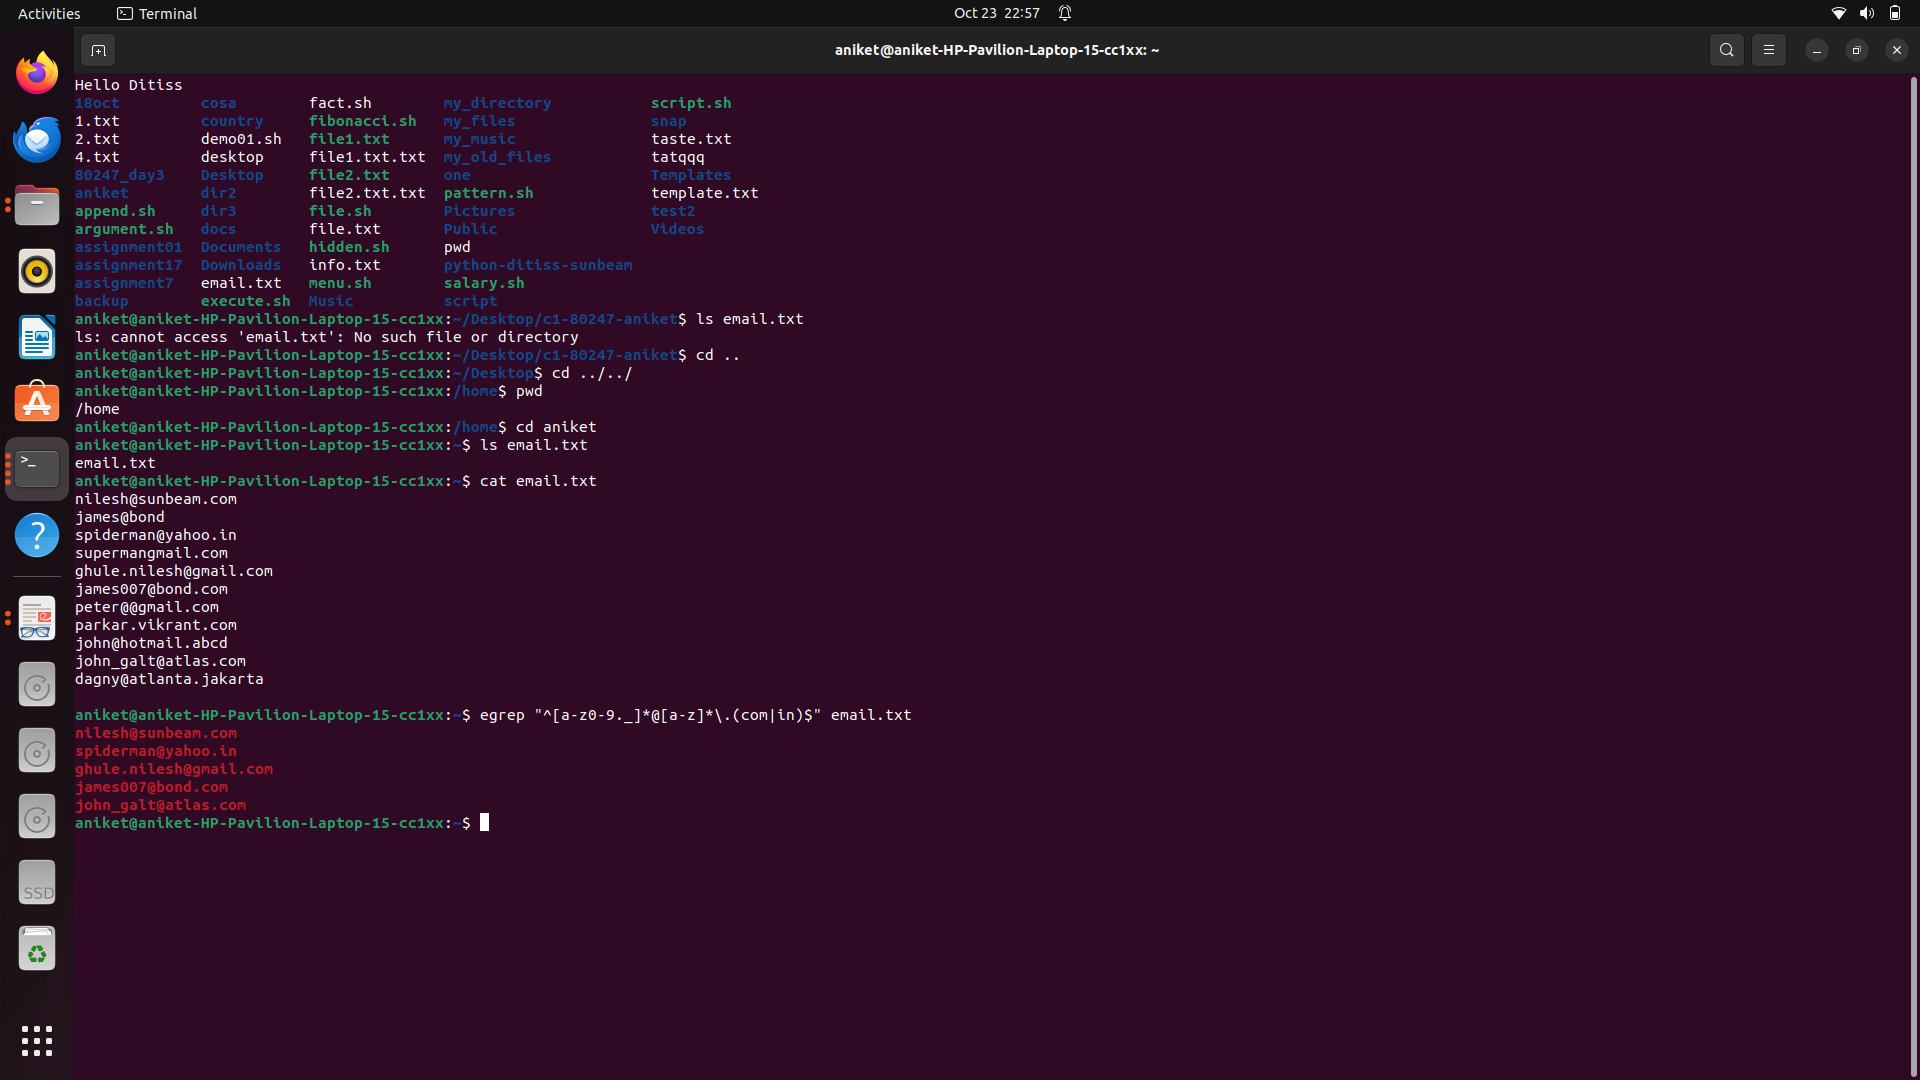 Activities Terminal Oct 23 22:57
aniket@aniket-HP-Pavilion-Laptop-15-cc1xx: ~
Hello Ditiss
18oct cosa fact.sh my_directory script.sh
1.txt country fibonacci.sh my_files snap
2.txt demo01.sh file1.txt my_music taste.txt
4.txt desktop file1.txt.txt my_old_files tatqqq
80247_day3 Desktop file2.txt one Templates
aniket dir2 file2.txt.txt pattern.sh template.txt
append.sh dir3 file.sh Pictures test2
argument.sh docs file.txt Public Videos
assignment01 Documents hidden.sh pwd
assignment17 Downloads info.txt python-ditiss-sunbeam
assignment7 email.txt menu.sh salary.sh
backup execute.sh Music script
aniket@aniket-HP-Pavilion-Laptop-15-cc1xx:~/Desktop/c1-80247-aniket$ ls email.txt
ls: cannot access 'email.txt': No such file or directory
aniket@aniket-HP-Pavilion-Laptop-15-cc1xx:~/Desktop/c1-80247-aniket$ cd ..
aniket@aniket-HP-Pavilion-Laptop-15-cc1xx:~/Desktop$ cd ../../
aniket@aniket-HP-Pavilion-Laptop-15-cc1xx:/home$ pwd
/home
aniket@aniket-HP-Pavilion-Laptop-15-cc1xx:/home$ cd aniket
aniket@aniket-HP-Pavilion-Laptop-15-cc1xx:~$ ls email.txt
email.txt
aniket@aniket-HP-Pavilion-Laptop-15-cc1xx:~$ cat email.txt
nilesh@sunbeam.com
james@bond
spiderman@yahoo.in
supermangmail.com
ghule.nilesh@gmail.com
james007@bond.com
peter@@gmail.com
parkar.vikrant.com
john@hotmail.abcd
john_galt@atlas.com
dagny@atlanta.jakarta
aniket@aniket-HP-Pavilion-Laptop-15-cc1xx:~$ egrep "^[a-z0-9._]*@[a-z]*\.(com|in)$" email.txt
nilesh@sunbeam.com
spiderman@yahoo.in
ghule.nilesh@gmail.com
james007@bond.com
john_galt@atlas.com
aniket@aniket-HP-Pavilion-Laptop-15-cc1xx:~$
SSD